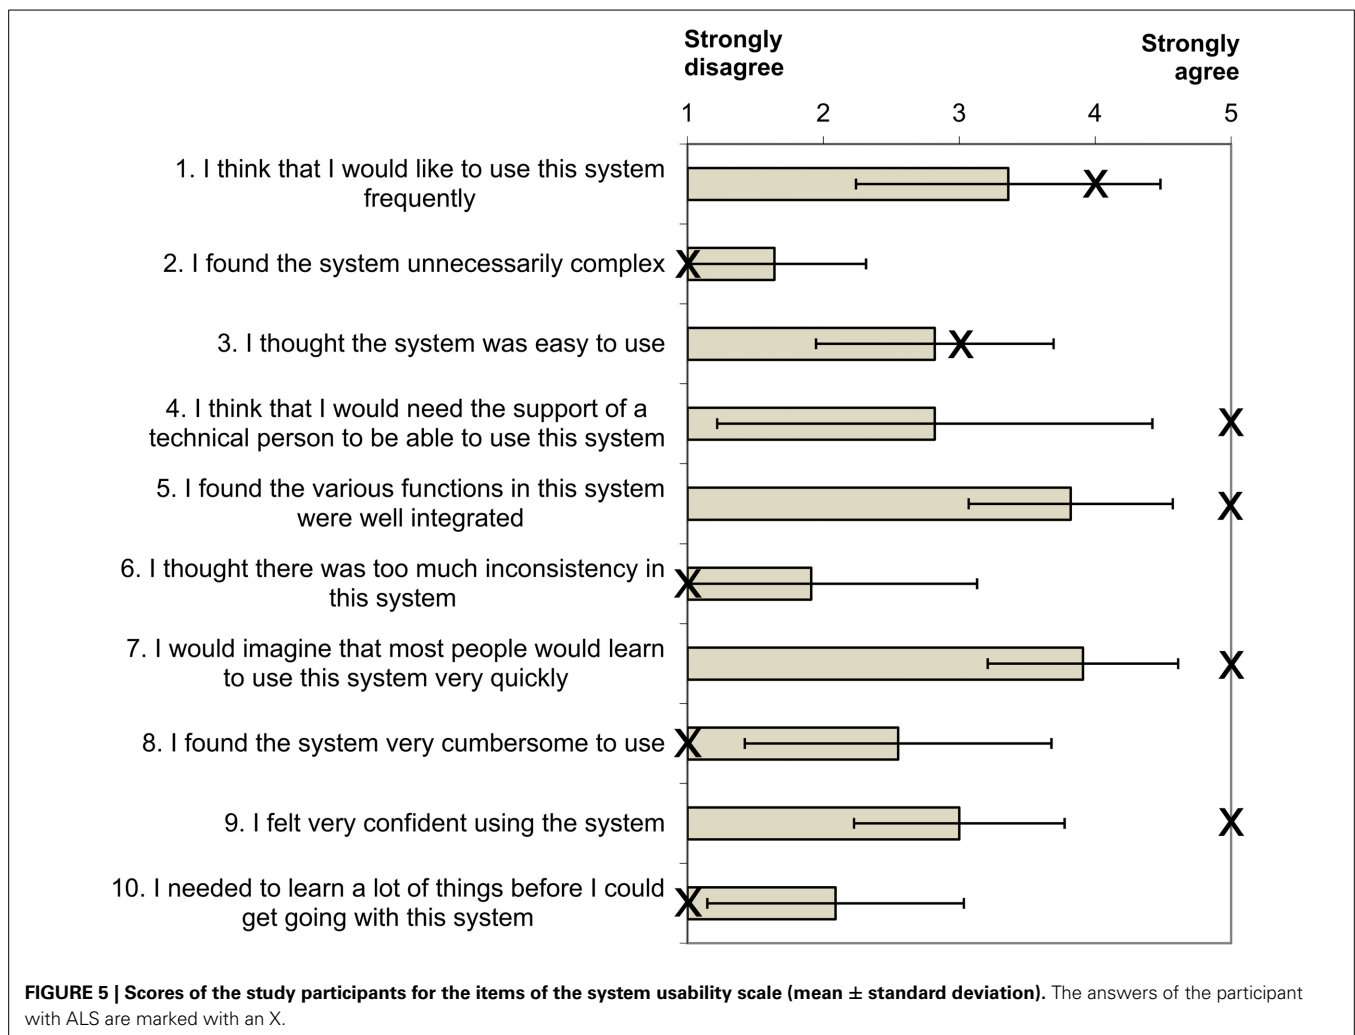 Strongly
disagree
Strongly
agree
1 2 3 4 5
1. I think that I would like to use this system
frequently
X
2. I found the system unnecessarily complex
X
3. I thought the system was easy to use
X
4. I think that I would need the support of a
technical person to be able to use this system
X
5. I found the various functions in this system
were well integrated
X
6. I thought there was too much inconsistency in
this system
X
7. I would imagine that most people would learn
to use this system very quickly
X
8. I found the system very cumbersome to use
X
9. I felt very confident using the system
X
10. I needed to learn a lot of things before I could
get going with this system
X
FIGURE 5 | Scores of the study participants for the items of the system usability scale (mean ± standard deviation). The answers of the participant
with ALS are marked with an X.